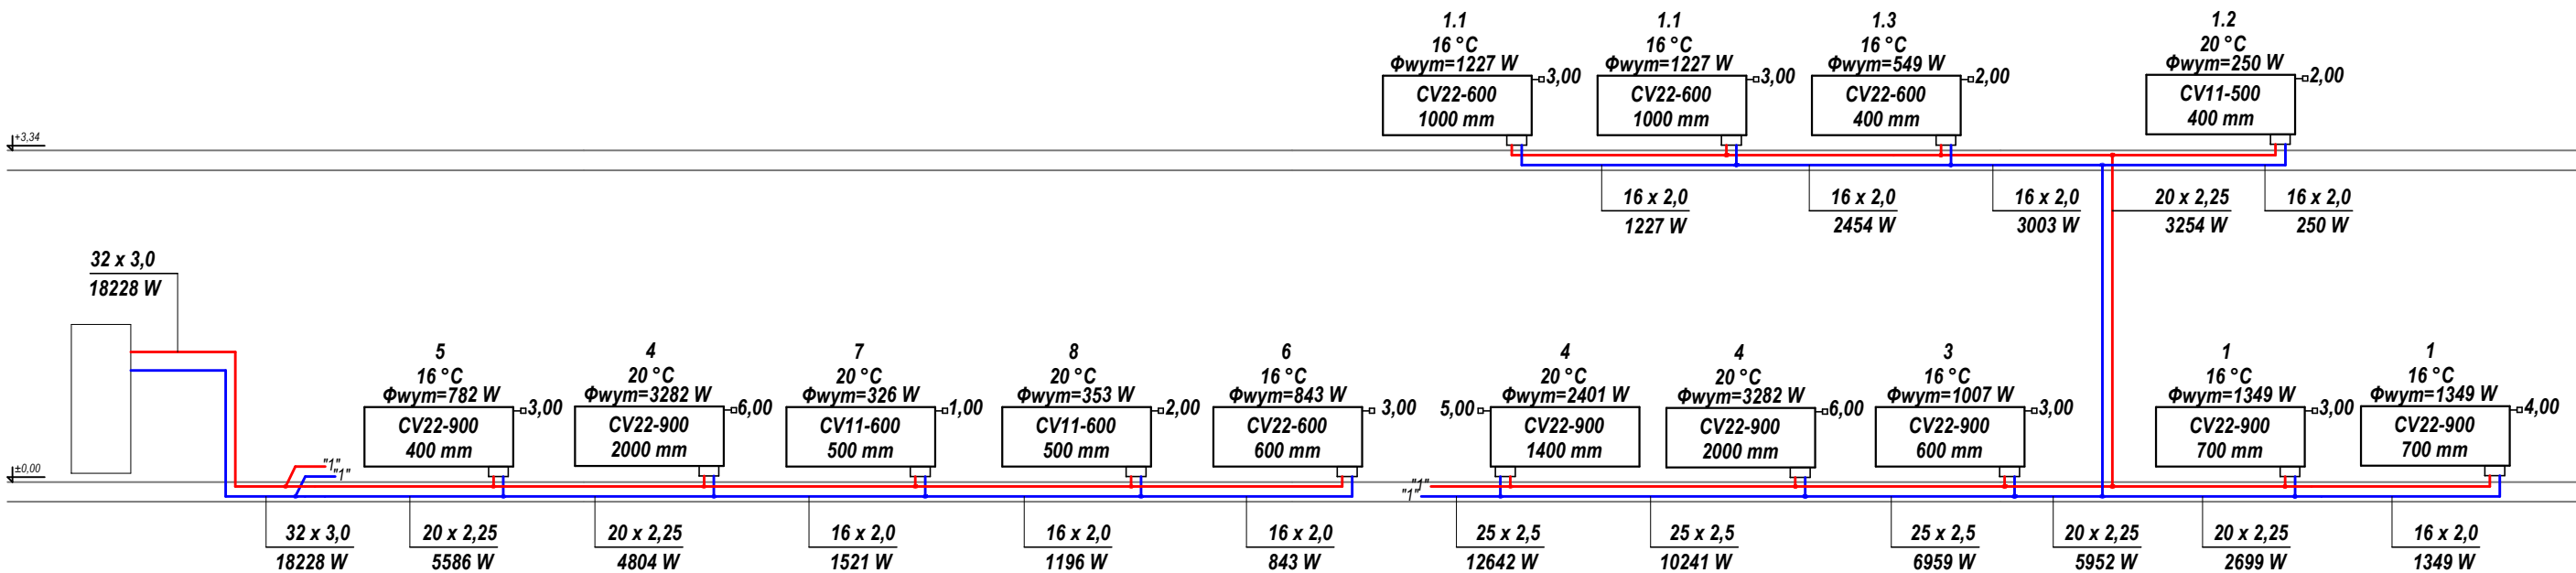 1.1
16 °C
Φwym=1227 W
3,00
CV22-600
1000 mm
1.1
16 °C
Φwym=1227 W
3,00
CV22-600
1000 mm
1.3
16 °C
Φwym=549 W
2,00
CV22-600
400 mm
1.2
20 °C
Φwym=250 W
2,00
CV11-500
400 mm
+3,34
16 x 2,0
1227 W
16 x 2,0
2454 W
16 x 2,0
3003 W
20 x 2,25
3254 W
16 x 2,0
250 W
32 x 3,0
18228 W
5
16 °C
Φwym=782 W
3,00
CV22-900
400 mm
4
20 °C
Φwym=3282 W
6,00
CV22-900
2000 mm
7
20 °C
Φwym=326 W
1,00
CV11-600
500 mm
8
20 °C
Φwym=353 W
2,00
CV11-600
500 mm
6
16 °C
Φwym=843 W
3,00
CV22-600
600 mm
4
20 °C
Φwym=2401 W
5,00
CV22-900
1400 mm
4
20 °C
Φwym=3282 W
6,00
CV22-900
2000 mm
3
16 °C
Φwym=1007 W
3,00
CV22-900
600 mm
1
16 °C
Φwym=1349 W
3,00
CV22-900
700 mm
1
16 °C
Φwym=1349 W
4,00
CV22-900
700 mm
±0,00
"1"
"1"
"1"
"1"
32 x 3,0
18228 W
20 x 2,25
5586 W
20 x 2,25
4804 W
16 x 2,0
1521 W
16 x 2,0
1196 W
16 x 2,0
843 W
25 x 2,5
12642 W
25 x 2,5
10241 W
25 x 2,5
6959 W
20 x 2,25
5952 W
20 x 2,25
2699 W
16 x 2,0
1349 W